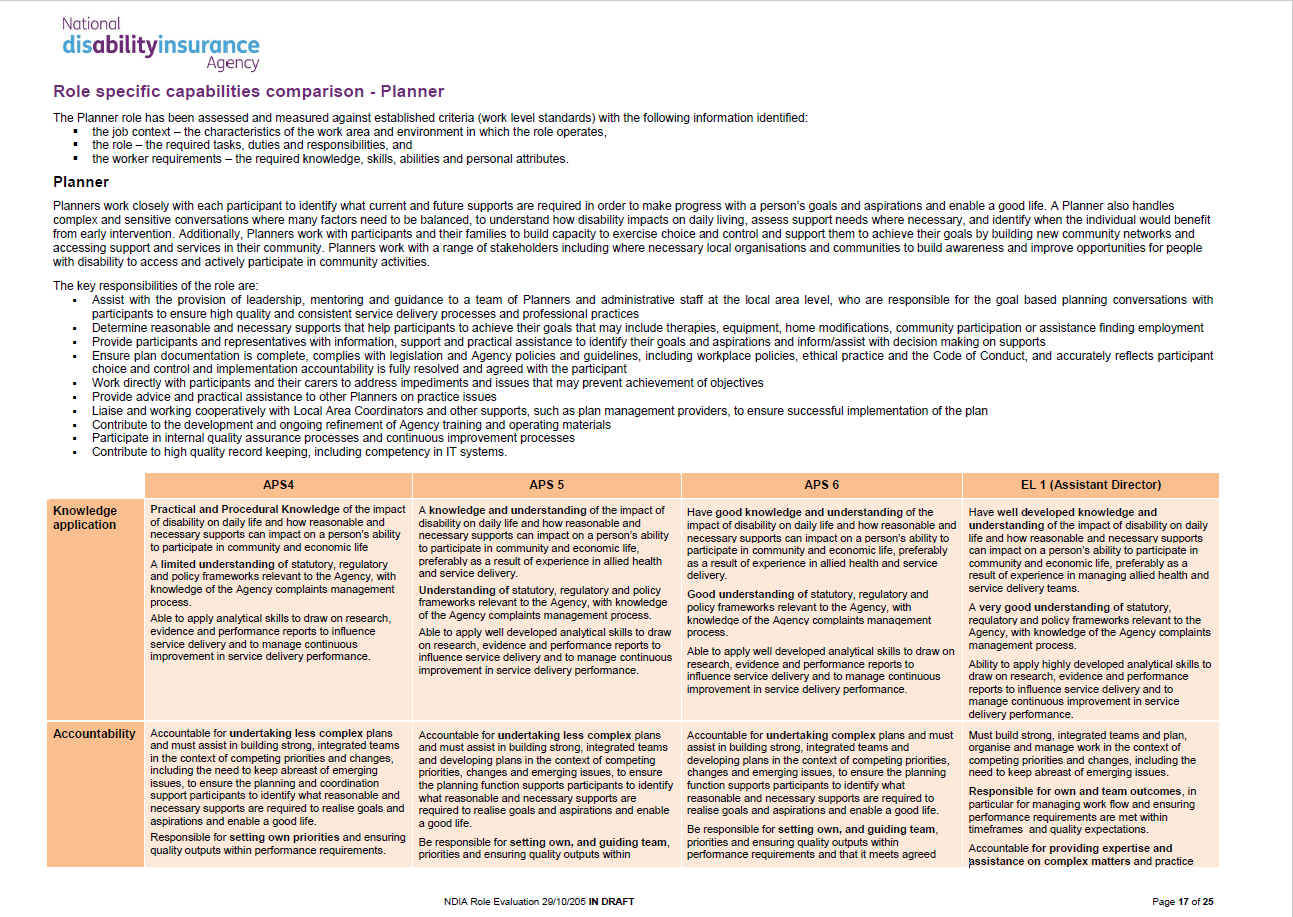 National
disabilityinsurance
Agency
Role specific capabilities comparison - Planner
The Planner role has been assessed and measured against established criteria (work level standards) with the following information identified:
▪ the job context – the characteristics of the work area and environment in which the role operates,
▪ the role – the required tasks, duties and responsibilities, and
▪ the worker requirements – the required knowledge, skills, abilities and personal attributes.
Planner
Planners work closely with each participant to identify what current and future supports are required in order to make progress with a person's goals and aspirations and enable a good life. A Planner also handles
complex and sensitive conversations where many factors need to be balanced, to understand how disability impacts on daily living, assess support needs where necessary, and identify when the individual would benefit
from early intervention. Additionally, Planners work with participants and their families to build capacity to exercise choice and control and support them to achieve their goals by building new community networks and
accessing support and services in their community. Planners work with a range of stakeholders including where necessary local organisations and communities to build awareness and improve opportunities for people
with disability to access and actively participate in community activities.
The key responsibilities of the role are:
▪ Assist with the provision of leadership, mentoring and guidance to a team of Planners and administrative staff at the local area level, who are responsible for the goal based planning conversations with
participants to ensure high quality and consistent service delivery processes and professional practices
▪ Determine reasonable and necessary supports that help participants to achieve their goals that may include therapies, equipment, home modifications, community participation or assistance finding employment
▪ Provide participants and representatives with information, support and practical assistance to identify their goals and aspirations and inform/assist with decision making on supports
▪ Ensure plan documentation is complete, complies with legislation and Agency policies and guidelines, including workplace policies, ethical practice and the Code of Conduct, and accurately reflects participant
choice and control and implementation accountability is fully resolved and agreed with the participant
▪ Work directly with participants and their carers to address impediments and issues that may prevent achievement of objectives
▪ Provide advice and practical assistance to other Planners on practice issues
▪ Liaise and working cooperatively with Local Area Coordinators and other supports, such as plan management providers, to ensure successful implementation of the plan
▪ Contribute to the development and ongoing refinement of Agency training and operating materials
▪ Participate in internal quality assurance processes and continuous improvement processes
▪ Contribute to high quality record keeping, including competency in IT systems.
APS4
APS 5
APS 6
EL 1 (Assistant Director)
Knowledge
application
Practical and Procedural Knowledge of the impact
of disability on daily life and how reasonable and
necessary supports can impact on a person's ability
to participate in community and economic life
A limited understanding of statutory, regulatory
and policy frameworks relevant to the Agency, with
knowledge of the Agency complaints management
process.
Able to apply analytical skills to draw on research,
evidence and performance reports to influence
service delivery and to manage continuous
improvement in service delivery performance.
A knowledge and understanding of the impact of
disability on daily life and how reasonable and
necessary supports can impact on a person's ability
to participate in community and economic life,
preferably as a result of experience in allied health
and service delivery.
Understanding of statutory, regulatory and policy
frameworks relevant to the Agency, with knowledge
of the Agency complaints management process.
Able to apply well developed analytical skills to draw
on research, evidence and performance reports to
influence service delivery and to manage continuous
improvement in service delivery performance.
Have good knowledge and understanding of the
impact of disability on daily life and how reasonable and
necessary supports can impact on a person's ability to
participate in community and economic life, preferably
as a result of experience in allied health and service
delivery.
Good understanding of statutory, regulatory and
policy frameworks relevant to the Agency, with
knowledge of the Agency complaints management
process.
Able to apply well developed analytical skills to draw on
research, evidence and performance reports to
influence service delivery and to manage continuous
improvement in service delivery performance.
Have well developed knowledge and
understanding of the impact of disability on daily
life and how reasonable and necessary supports
can impact on a person's ability to participate in
community and economic life, preferably as a
result of experience in managing allied health and
service delivery teams.
A very good understanding of statutory,
regulatory and policy frameworks relevant to the
Agency, with knowledge of the Agency complaints
management process.
Ability to apply highly developed analytical skills to
draw on research, evidence and performance
reports to influence service delivery and to
manage continuous improvement in service
delivery performance.
Accountability
Accountable for undertaking less complex plans
and must assist in building strong, integrated teams
in the context of competing priorities and changes,
including the need to keep abreast of emerging
issues, to ensure the planning and coordination
support participants to identify what reasonable and
necessary supports are required to realise goals and
aspirations and enable a good life.
Responsible for setting own priorities and ensuring
quality outputs within performance requirements.
Accountable for undertaking less complex plans
and must assist in building strong, integrated teams
and developing plans in the context of competing
priorities, changes and emerging issues, to ensure
the planning function supports participants to identify
what reasonable and necessary supports are
required to realise goals and aspirations and enable
a good life.
Be responsible for setting own, and guiding team,
priorities and ensuring quality outputs within
Accountable for undertaking complex plans and must
assist in building strong, integrated teams and
developing plans in the context of competing priorities,
changes and emerging issues, to ensure the planning
function supports participants to identify what
reasonable and necessary supports are required to
realise goals and aspirations and enable a good life.
Be responsible for setting own, and guiding team,
priorities and ensuring quality outputs within
performance requirements and that it meets agreed
Must build strong, integrated teams and plan,
organise and manage work in the context of
competing priorities and changes, including the
need to keep abreast of emerging issues.
Responsible for own and team outcomes, in
particular for managing work flow and ensuring
performance requirements are met within
timeframes and quality expectations.
Accountable for providing expertise and
assistance on complex matters and practice
NDIA Role Evaluation 29/10/205 IN DRAFT
Page 17 of 25